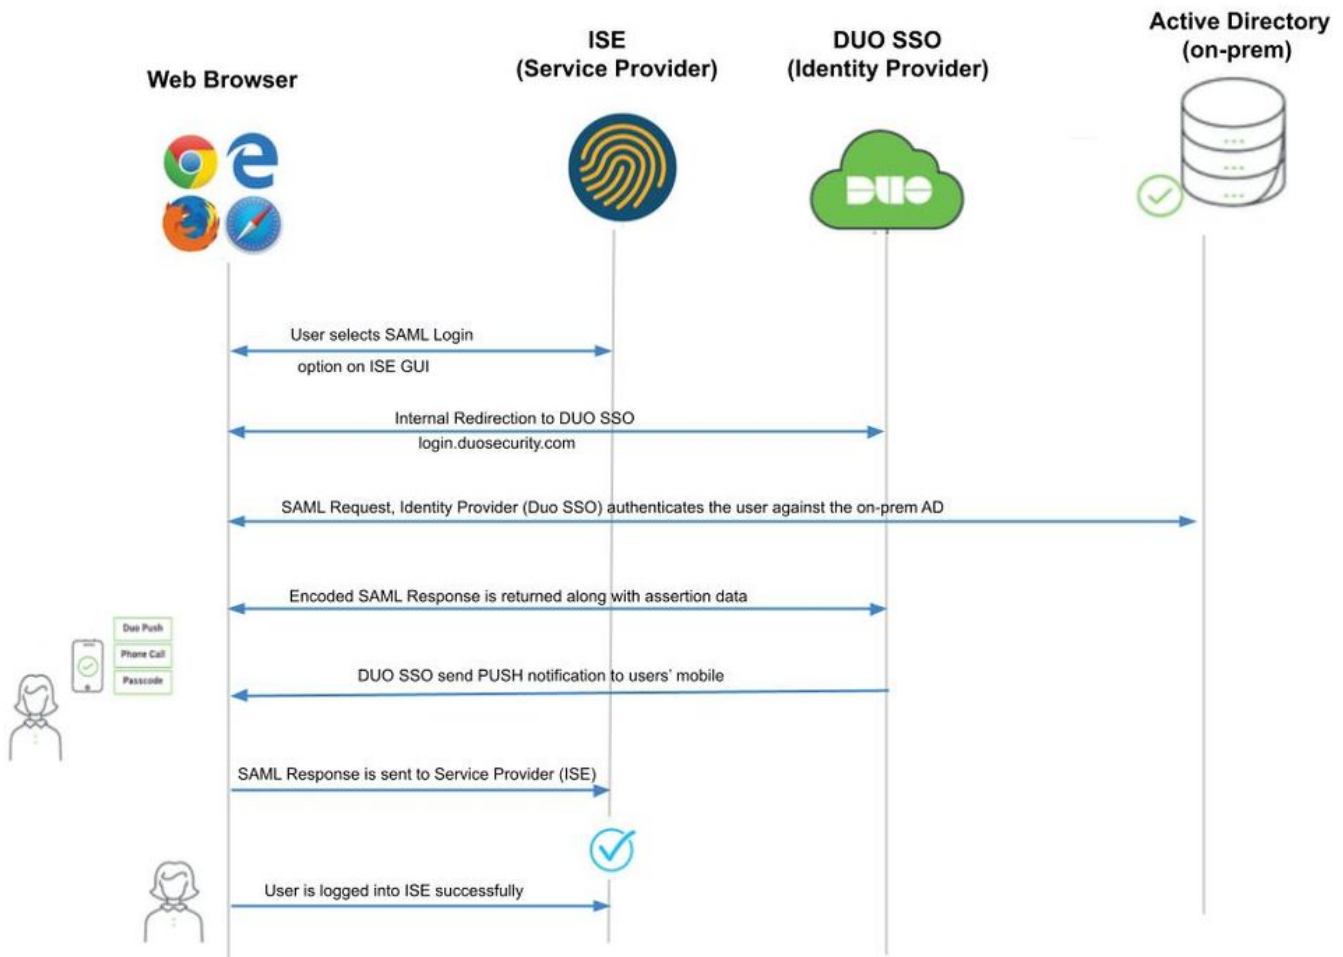 Active Directory
(on-prem)
ISE
(Service Provider)
DUO SSO
(Identity Provider)
Web Browser
DUO
User selects SAML Login
option on ISE GUI
Internal Redirection to DUO SSO
login.duosecurity.com
SAML Request, Identity Provider (Duo SSO) authenticates the user against the on-prem AD
Encoded SAML Response is returned along with assertion data
Duo Push
Phone Call
Passcode
DUO SSO send PUSH notification to users' mobile
SAML Response is sent to Service Provider (ISE)
User is logged into ISE successfully